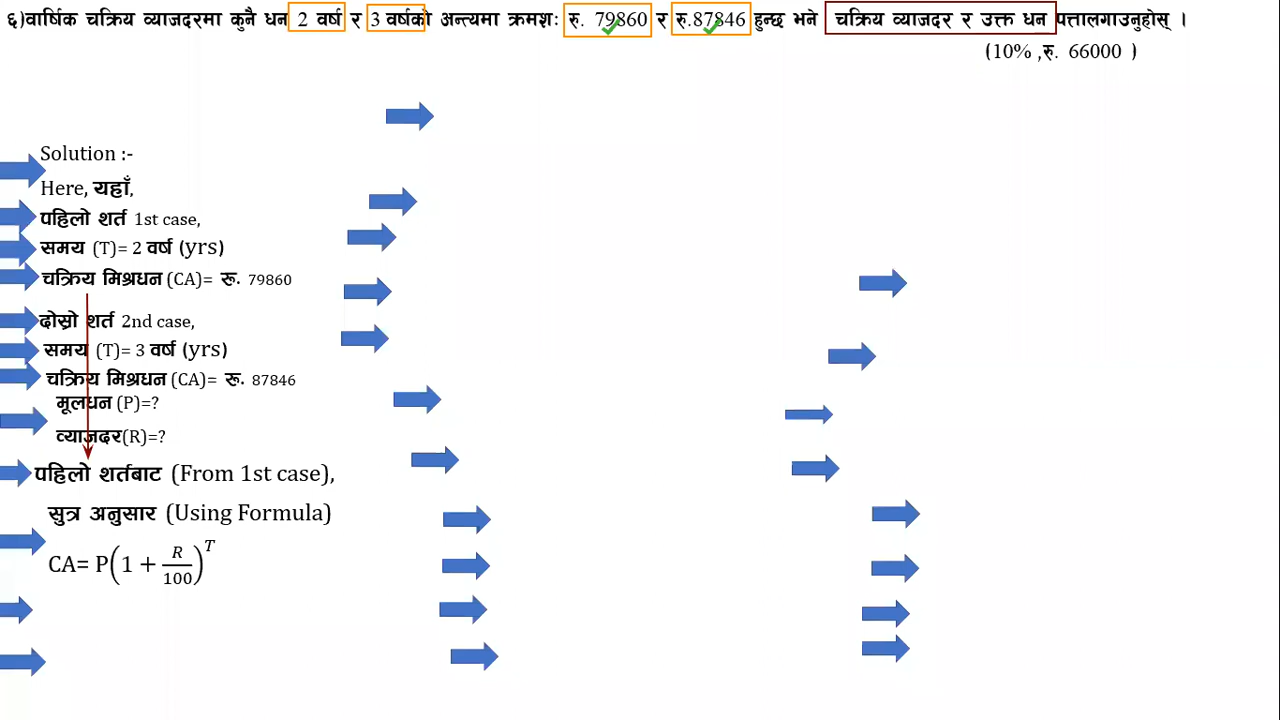 ६)वार्षिक चक्रिय व्याजदरमा कुनै धन 2 वर्ष र 3 वर्षको अन्त्यमा क्रमशः रु. 79860 र रु.87846 हुन्छ भने चक्रिय व्याजदर र उक्त धन पत्तालगाउनुहोस् ।
(10% ,रु. 66000 )
Solution :-
Here, यहाँ,
पहिलो शर्त 1st case,
समय (T)= 2 वर्ष (yrs)
चक्रिय मिश्रधन (CA)= रू. 79860
दोस्रो शर्त 2nd case,
समय (T)= 3 वर्ष (yrs)
चक्रिय मिश्रधन (CA)= रू. 87846
मूलधन (P)=?
व्याजदर(R)=?
पहिलो शर्तबाट (From 1st case),
सुत्र अनुसार (Using Formula)
CA= P(1 + R/100)^T